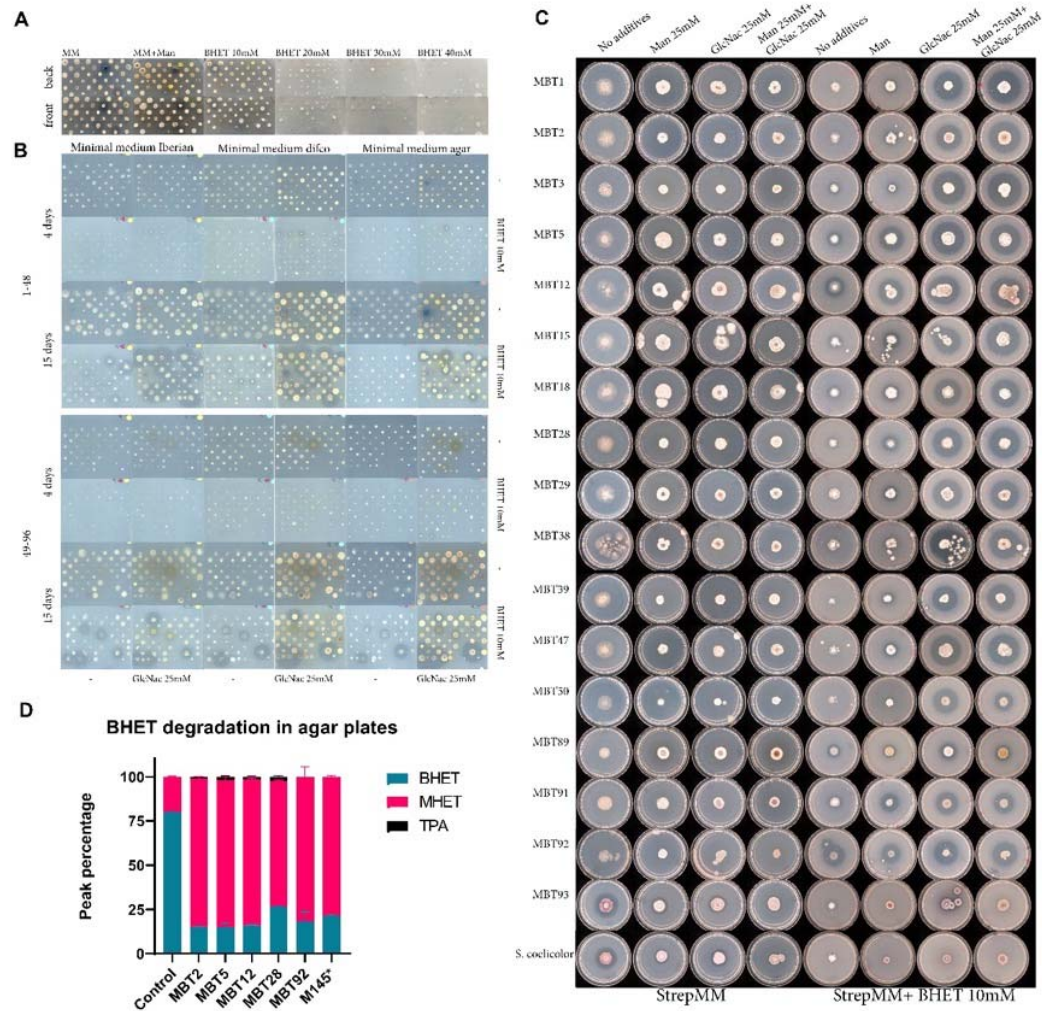 A
MM
MM+Man
BHET 10mM
BHET 20mM
BHET 30mM
BHET 40mM
back
front
B
Minimal medium Iberian
Minimal medium difco
Minimal medium agar
1-48
4 days
-
BHET 10mM
15 days
-
BHET 10mM
49-96
4 days
-
BHET 10mM
15 days
-
BHET 10mM
-
GlcNac 25mM
-
GlcNac 25mM
-
GlcNac 25mM
C
No additives
Man 25mM
GlcNac 25mM
Man 25mM+
GlcNac 25mM
No additives
Man
GlcNac 25mM
Man 25mM+
GlcNac 25mM
MBT1
MBT2
MBT3
MBT5
MBT12
MBT15
MBT18
MBT28
MBT29
MBT38
MBT39
MBT47
MBT50
MBT89
MBT91
MBT92
MBT93
S. coelicolor
StrepMM
StrepMM+ BHET 10mM
D
BHET degradation in agar plates
Peak percentage
100
75
50
25
0
Control
MBT2
MBT5
MBT12
MBT28
MBT92
M145*
BHET
MHET
TPA